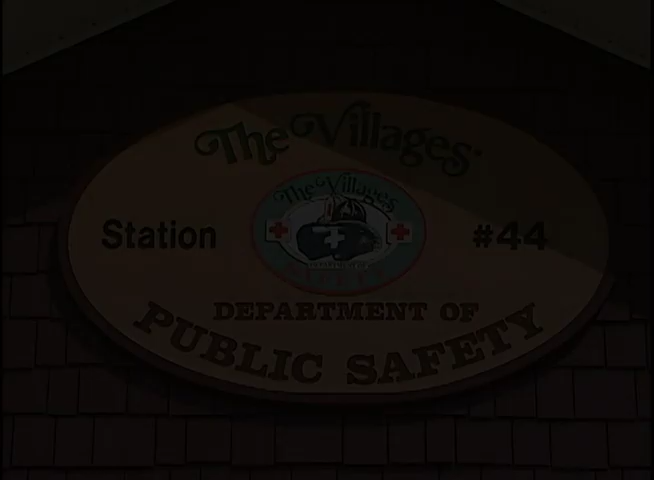 The Villages
The Villages
Station #44
DEPARTMENT OF
PUBLIC SAFETY